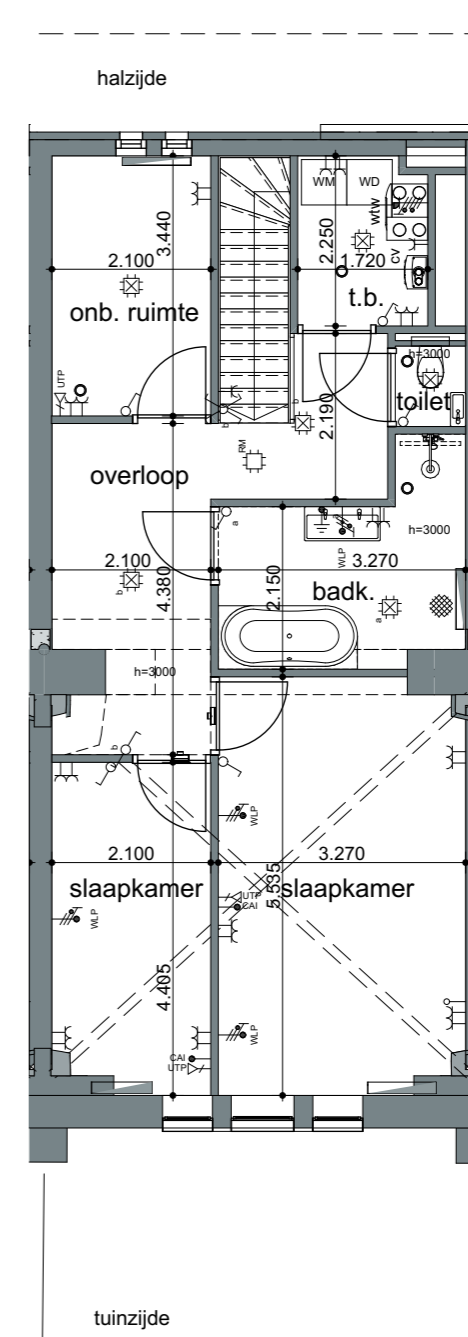 halzijde
WM WD
wtw
3.440
2.250
2.100
1.720
cv
onb. ruimte
t.b.
h=3000
UTP
toilet
b
b
2.190
RM
overloop
a
h=3000
WLP
2.100
3.270
4.380
2.150
badk.
b
a
h=3000
b
WLP
2.100
3.270
5.535
slaapkamer
slaapkamer
UTP
CAI
WLP
4.405
WLP
CAI
UTP
tuinzijde